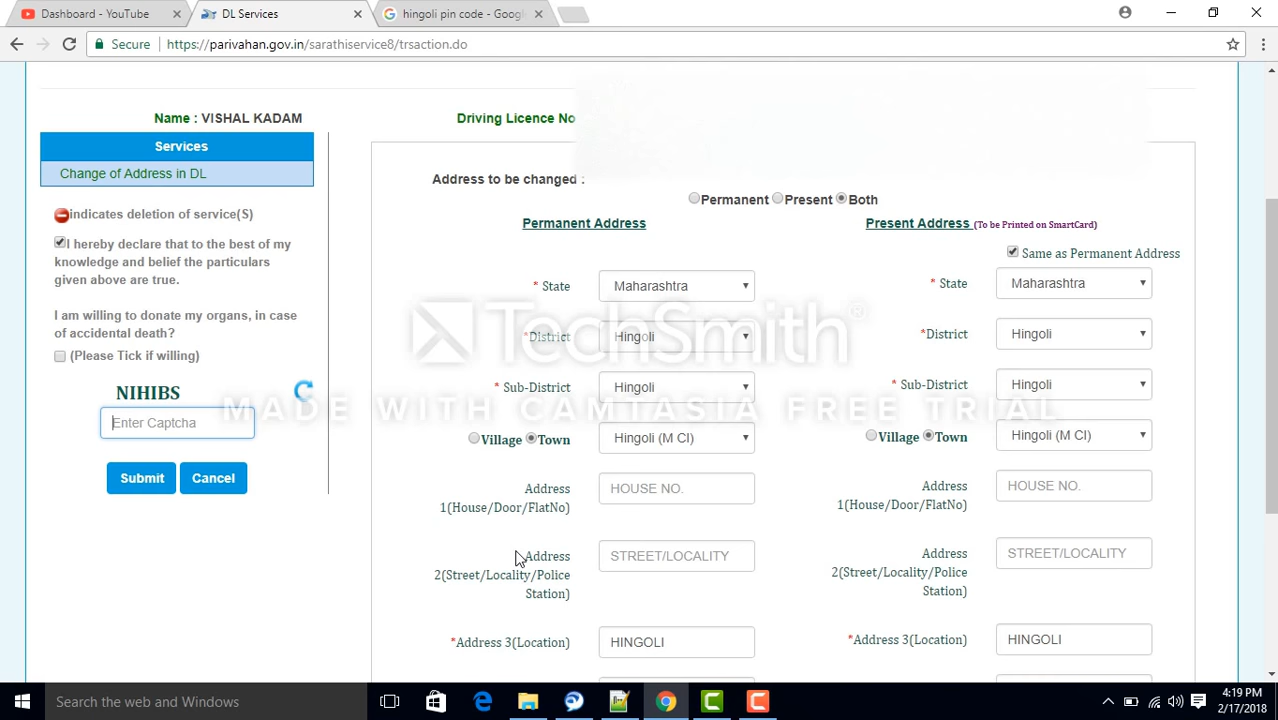 Dashboard - YouTube
DL Services
hingoli pin code - Goog
Secure
https://parivahan.gov.in/sarathiservice8/trsaction.do
Name : VISHAL KADAM
Driving Licence No
Services
Change of Address in DL
indicates deletion of service(S)
I hereby declare that to the best of my
knowledge and belief the particulars
given above are true.
I am willing to donate my organs, in case
of accidental death?
(Please Tick if willing)
NIHIBS
Enter Captcha
Submit
Cancel
Address to be changed :
Permanent Present Both
Permanent Address
* State Maharashtra
*District Hingoli
* Sub-District Hingoli
Village Town Hingoli (M Cl)
Address
1(House/Door/FlatNo)
HOUSE NO.
Address
2(Street/Locality/Police
Station)
STREET/LOCALITY
*Address 3(Location) HINGOLI
Present Address (To be Printed on SmartCard)
Same as Permanent Address
* State Maharashtra
*District Hingoli
* Sub-District Hingoli
Village Town Hingoli (M Cl)
Address
1(House/Door/FlatNo)
HOUSE NO.
Address
2(Street/Locality/Police
Station)
STREET/LOCALITY
*Address 3(Location) HINGOLI
TechSmith®
MADE WITH CAMTASIA FREE TRIAL
Search the web and Windows
4:19 PM
2/17/2018